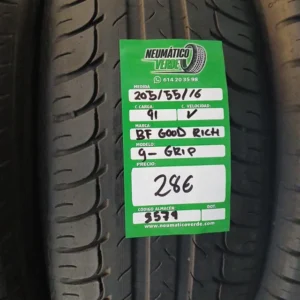 NEUMÁTICO
VERDE
614 20 35 98
MEDIDA:
205/55/16
C. CARGA:
91
C. VELOCIDAD:
V
MARCA:
BF GOOD RICH
MODELO:
g-GRIP
PRECIO:
28€
CÓDIGO ALMACÉN:
S579
www.neumaticoverde.com